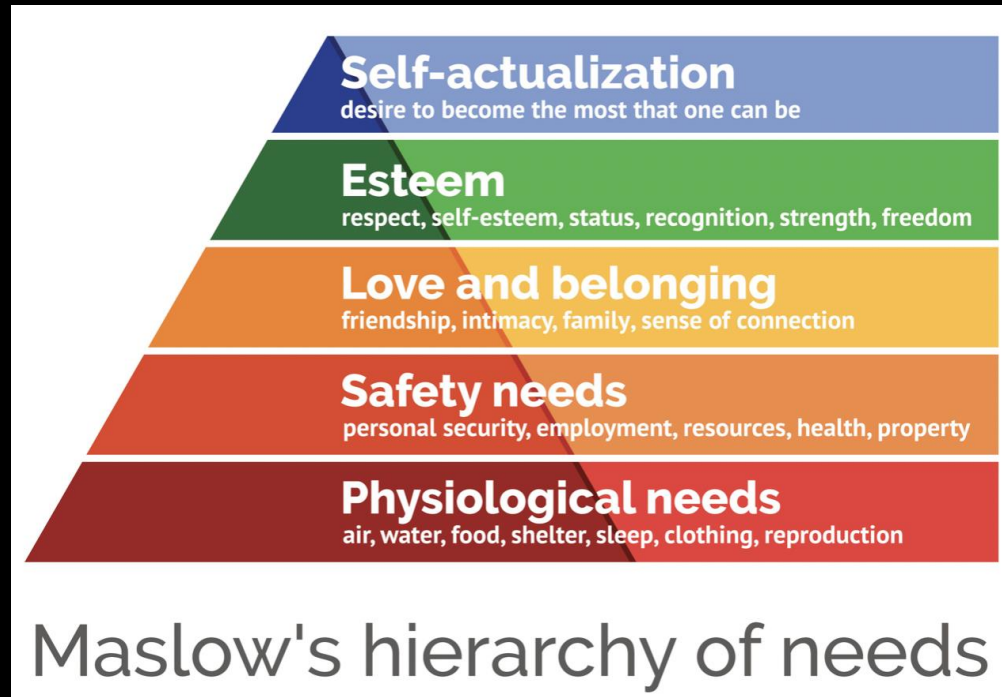 Self-actualization
desire to become the most that one can be
Esteem
respect, self-esteem, status, recognition, strength, freedom
Love and belonging
friendship, intimacy, family, sense of connection
Safety needs
personal security, employment, resources, health, property
Physiological needs
air, water, food, shelter, sleep, clothing, reproduction
Maslow's hierarchy of needs